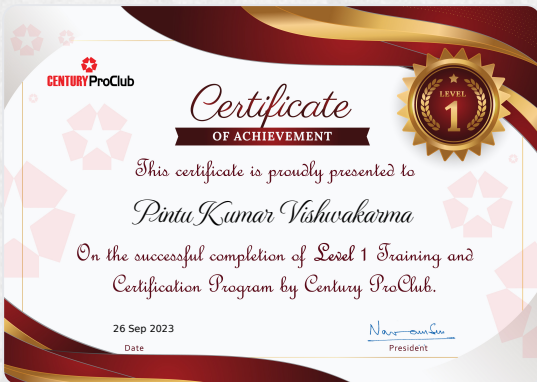 CENTURY ProClub
Certificate
OF ACHIEVEMENT
LEVEL
1
This certificate is proudly presented to
Pintu Kumar Vishwakarma
On the successful completion of Level 1 Training and
Certification Program by Century ProClub.
26 Sep 2023
Date
President